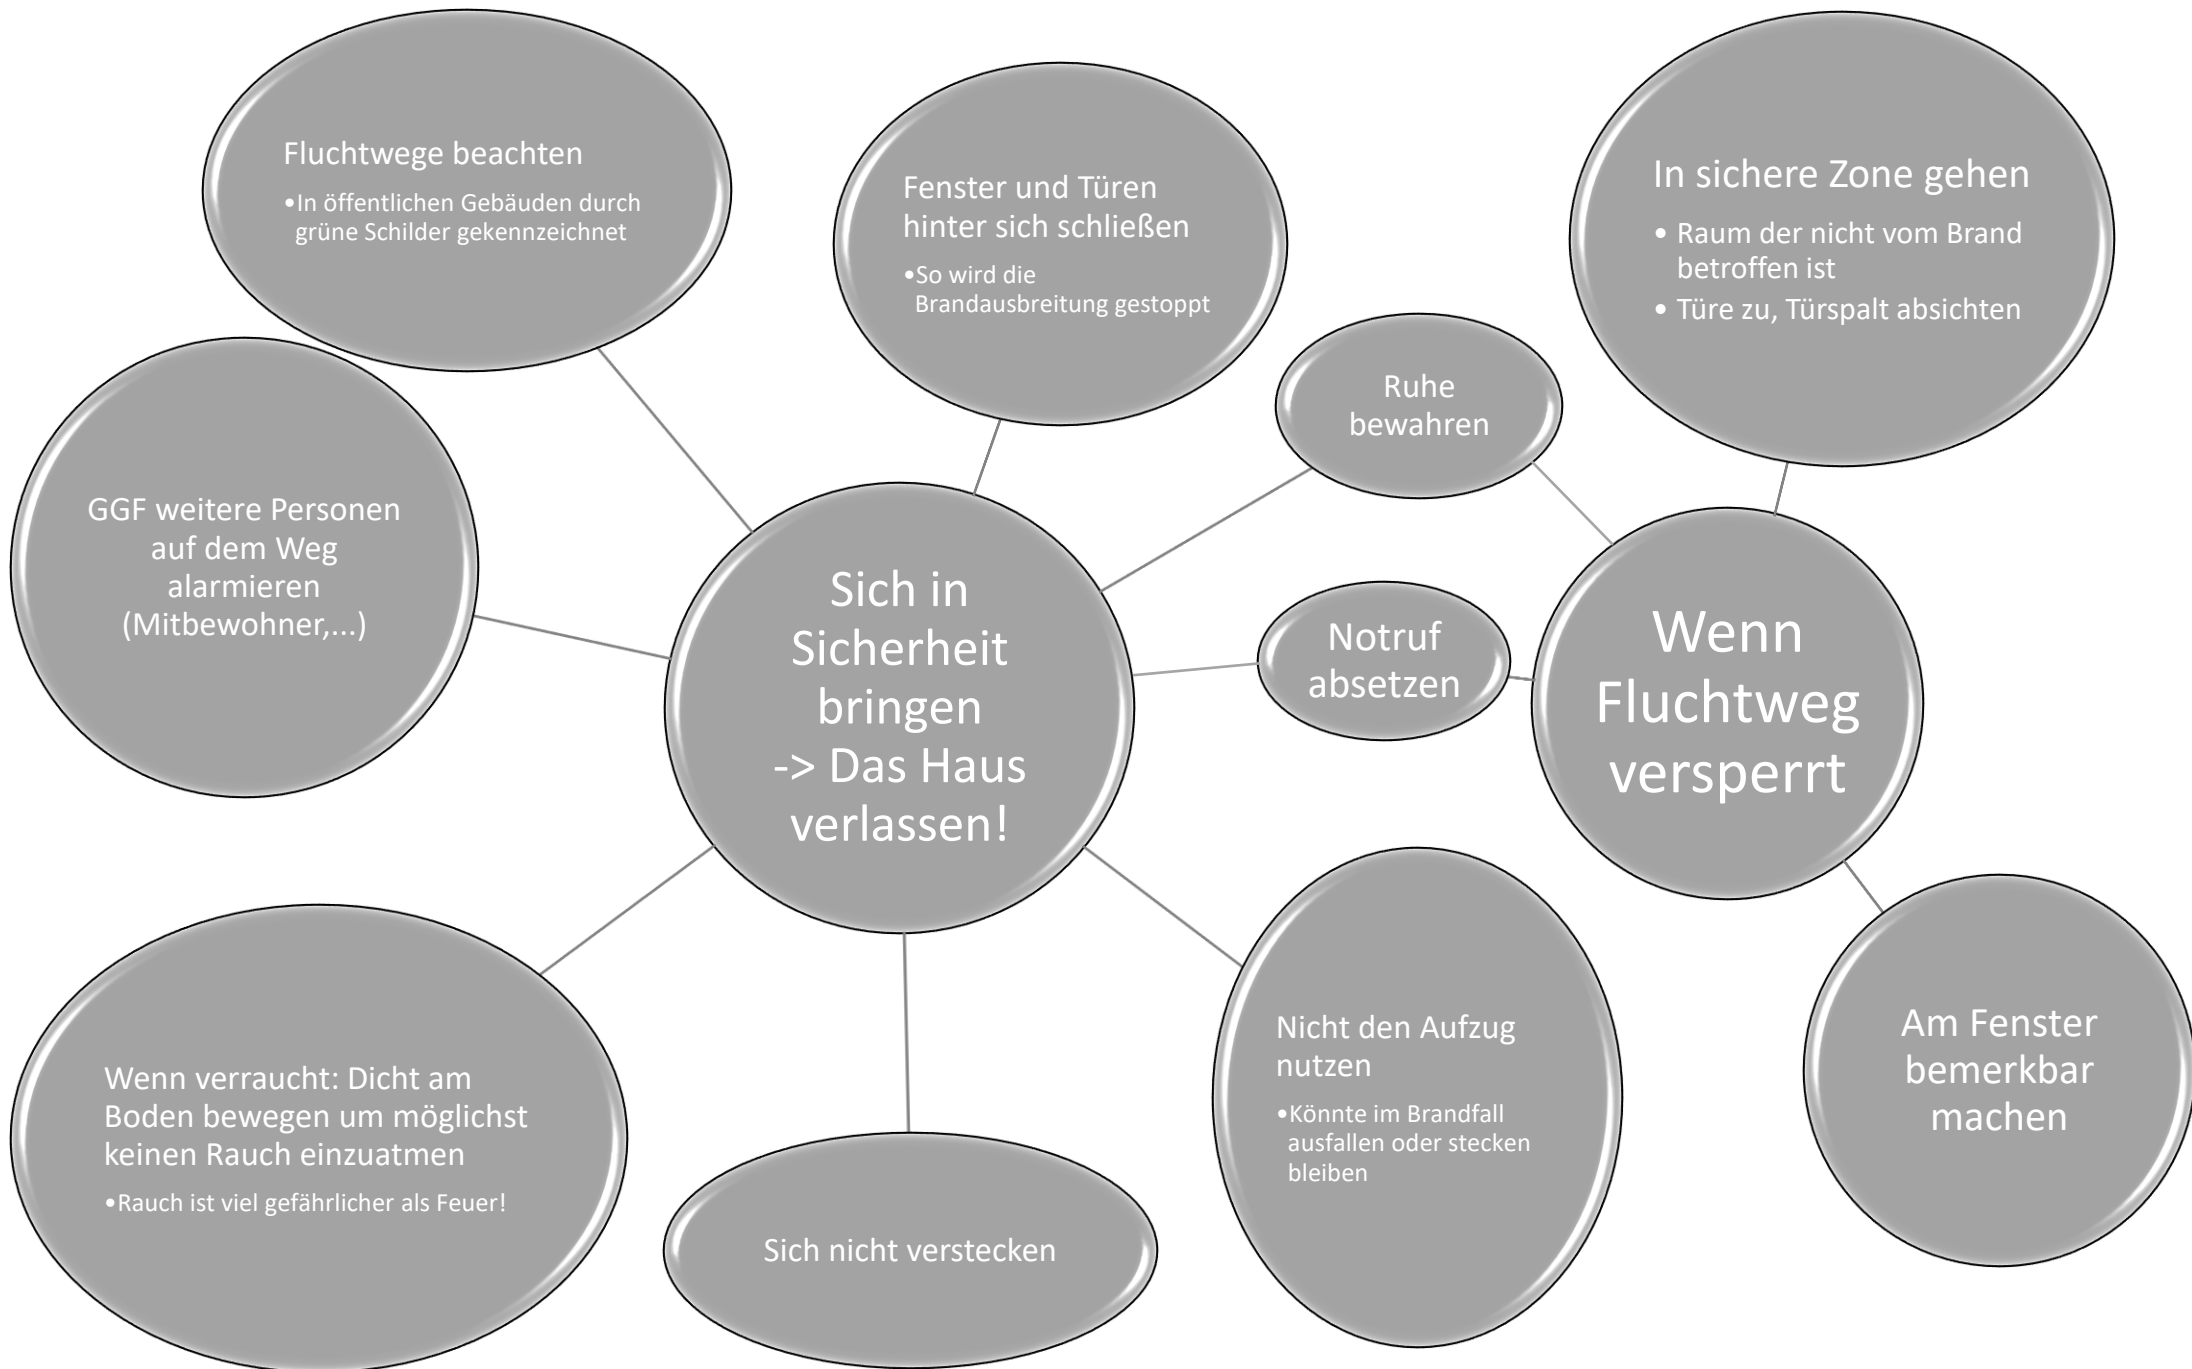 Fluchtwege beachten
•In öffentlichen Gebäuden durch
grüne Schilder gekennzeichnet
Fenster und Türen
hinter sich schließen
•So wird die
Brandausbreitung gestoppt
In sichere Zone gehen
• Raum der nicht vom Brand
betroffen ist
• Türe zu, Türspalt absichten
Ruhe
bewahren
GGF weitere Personen
auf dem Weg
alarmieren
(Mitbewohner,...)
Sich in
Sicherheit
bringen
-> Das Haus
verlassen!
Notruf
absetzen
Wenn
Fluchtweg
versperrt
Wenn verraucht: Dicht am
Boden bewegen um möglichst
keinen Rauch einzuatmen
•Rauch ist viel gefährlicher als Feuer!
Sich nicht verstecken
Nicht den Aufzug
nutzen
•Könnte im Brandfall
ausfallen oder stecken
bleiben
Am Fenster
bemerkbar
machen